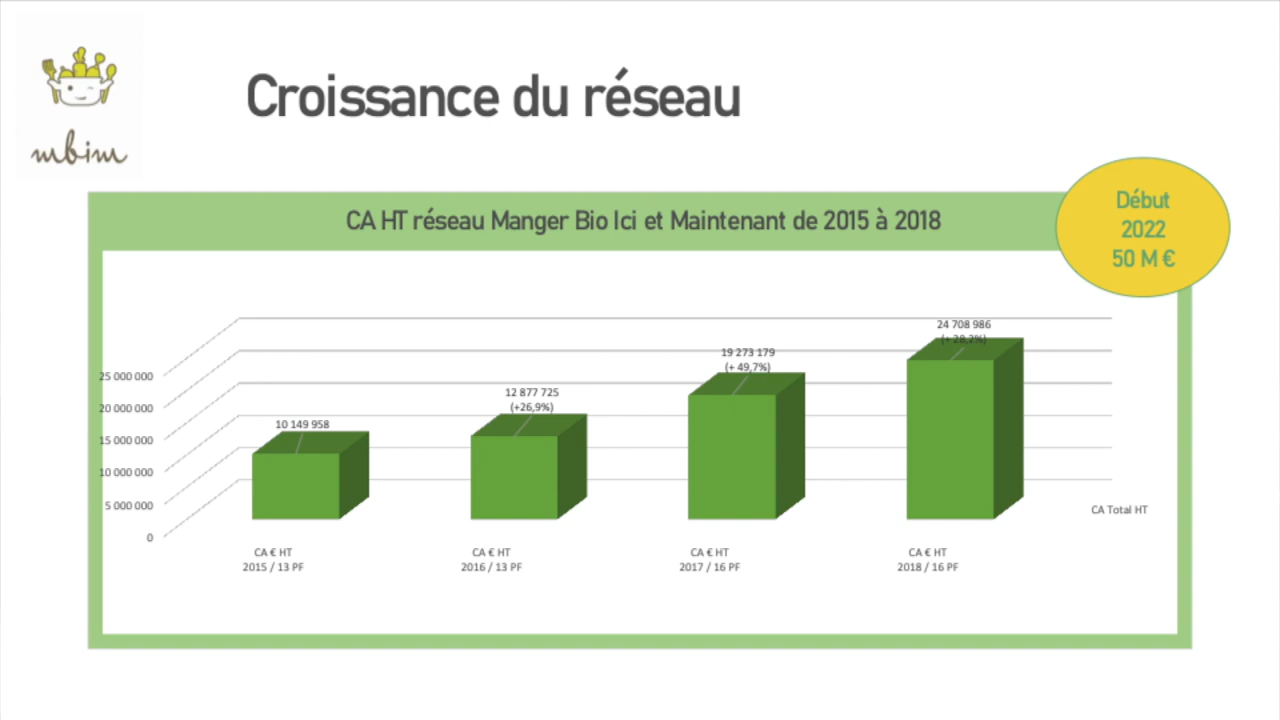 mbim
Croissance du réseau
CA HT réseau Manger Bio Ici et Maintenant de 2015 à 2018
Début
2022
50 M €
25 000 000
20 000 000
15 000 000
10 000 000
5 000 000
0
10 149 958
12 877 725
(+26,9%)
19 273 179
(+ 49,7%)
24 708 986
(+ 28,2%)
CA Total HT
CA € HT
2015 / 13 PF
CA € HT
2016 / 13 PF
CA € HT
2017 / 16 PF
CA € HT
2018 / 16 PF